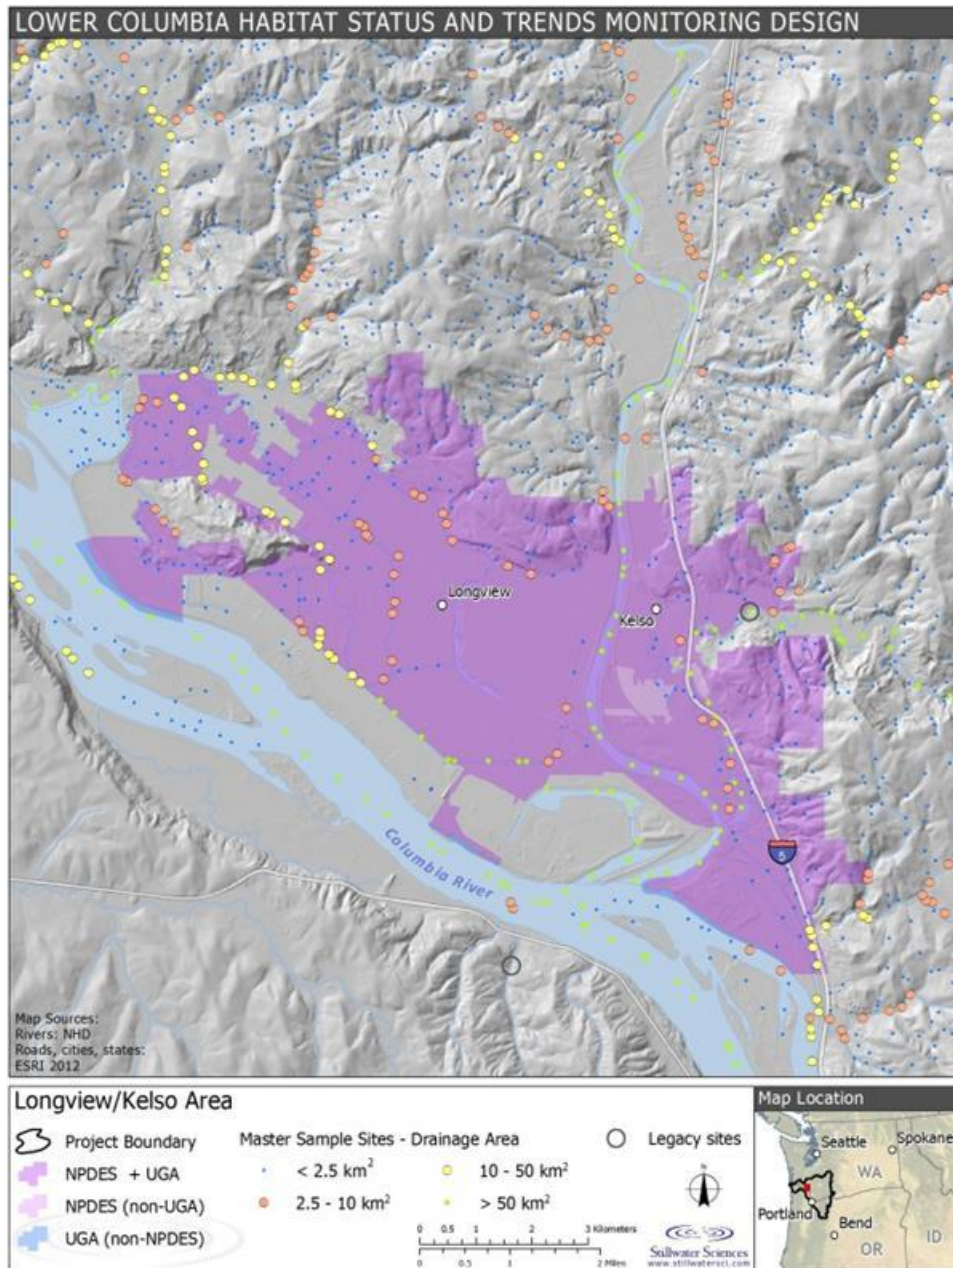 LOWER COLUMBIA HABITAT STATUS AND TRENDS MONITORING DESIGN
Longview
Kelso
Columbia River
5
Map Sources:
Rivers: NHD
Roads, cities, states:
ESRI 2012
Longview/Kelso Area
Project Boundary
NPDES + UGA
NPDES (non-UGA)
UGA (non-NPDES)
Master Sample Sites - Drainage Area
< 2.5 km²
2.5 - 10 km²
10 - 50 km²
> 50 km²
Legacy sites
N
0 0.5 1 2 3 Kilometers
0 0.5 1 2 Miles
Stillwater Sciences
www.stillwatersci.com
Map Location
Seattle
Spokane
WA
Portland
Bend
OR
ID